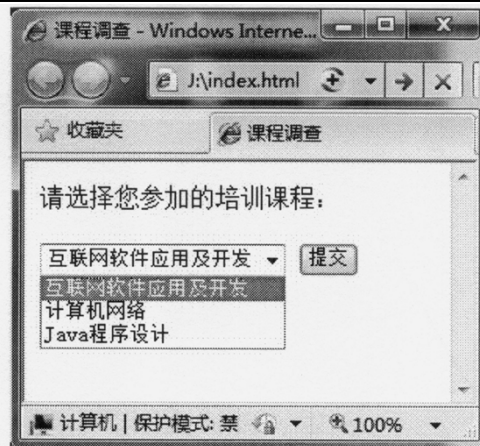 课程调查 - Windows Interne...
J:\index.html
收藏夹 课程调查
请选择您参加的培训课程：
互联网软件应用及开发 提交
互联网软件应用及开发
计算机网络
Java程序设计
计算机 | 保护模式: 禁 100%